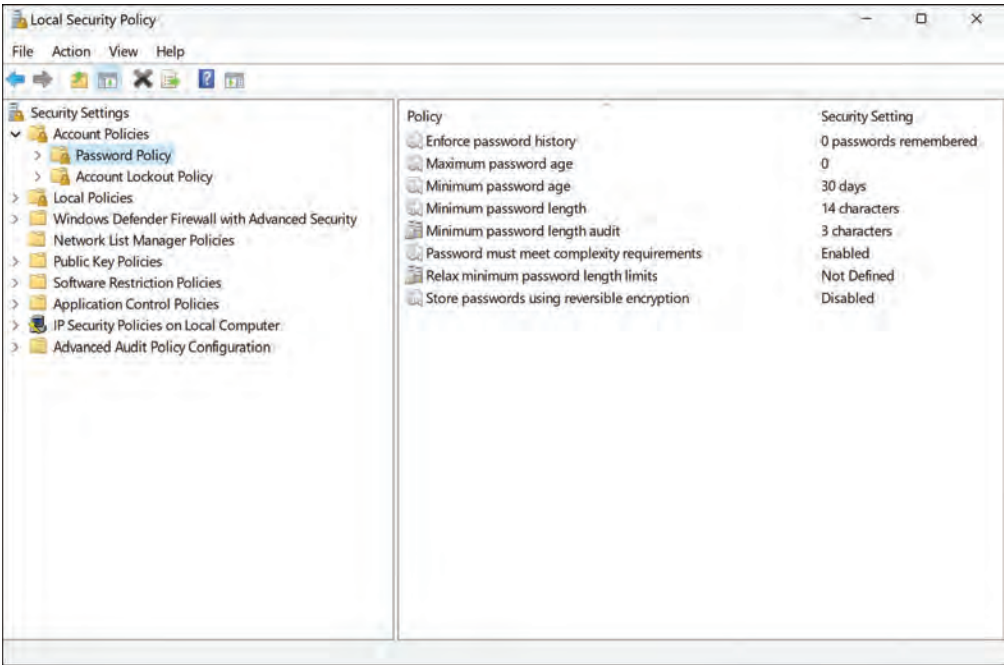 Local Security Policy
File Action View Help
Security Settings
Account Policies
Password Policy
Account Lockout Policy
Local Policies
Windows Defender Firewall with Advanced Security
Network List Manager Policies
Public Key Policies
Software Restriction Policies
Application Control Policies
IP Security Policies on Local Computer
Advanced Audit Policy Configuration
Policy Security Setting
Enforce password history 0 passwords remembered
Maximum password age 0
Minimum password age 30 days
Minimum password length 14 characters
Minimum password length audit 3 characters
Password must meet complexity requirements Enabled
Relax minimum password length limits Not Defined
Store passwords using reversible encryption Disabled